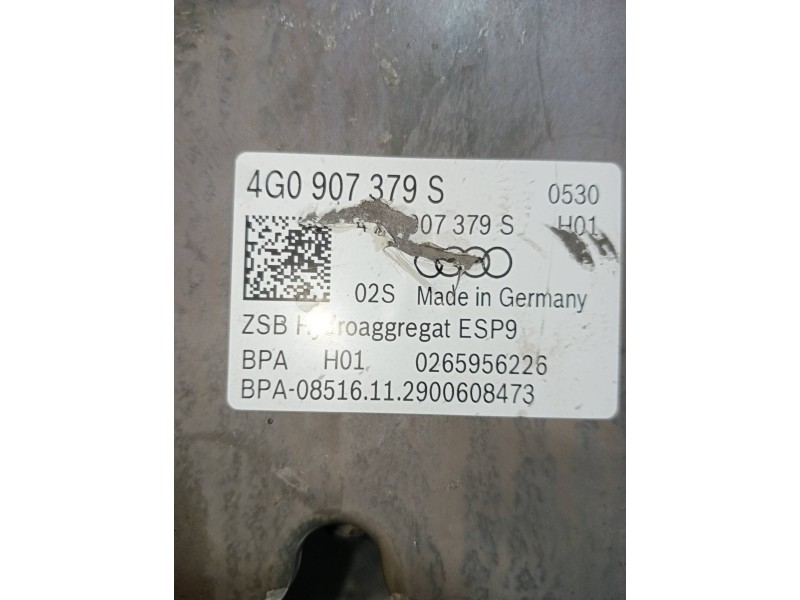 4G0 907 379 S 0530
907 379 S H01
02S Made in Germany
ZSB Hydroaggregat ESP9
BPA H01 0265956226
BPA-08516.11.2900608473